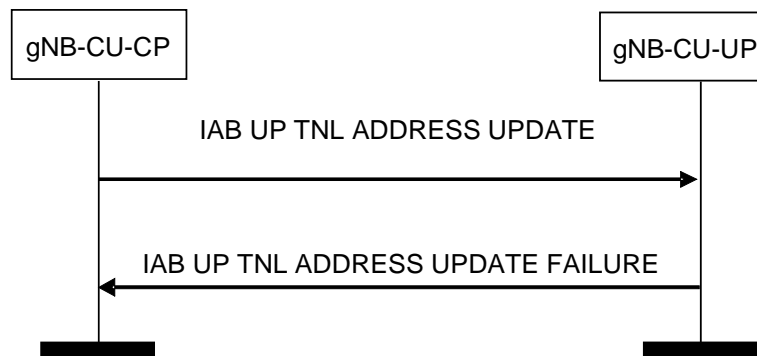 gNB-CU-CP
gNB-CU-UP
IAB UP TNL ADDRESS UPDATE
IAB UP TNL ADDRESS UPDATE FAILURE